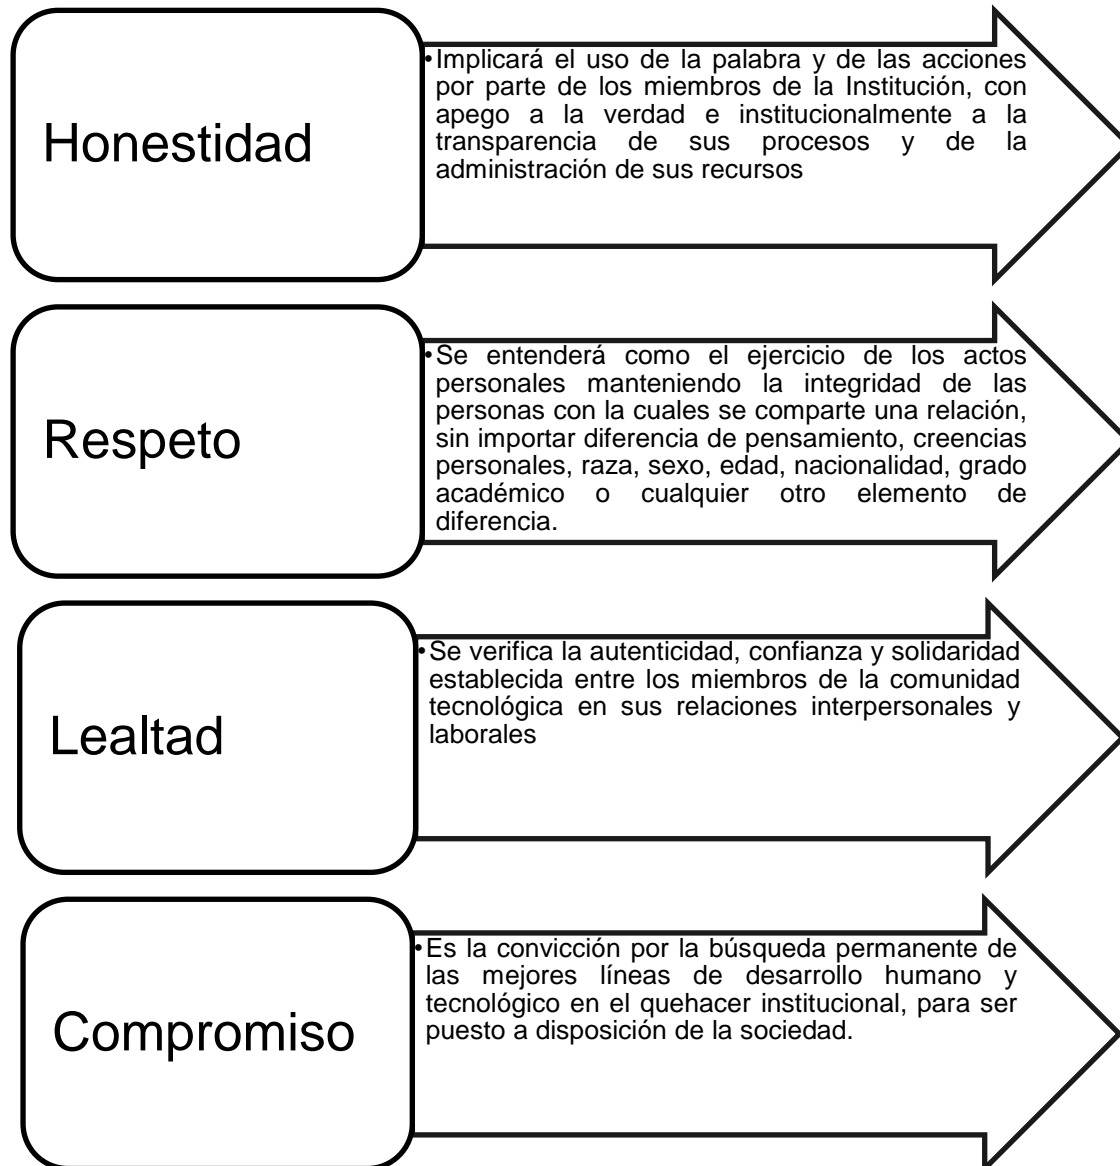 Honestidad
•Implicará el uso de la palabra y de las acciones
por parte de los miembros de la Institución, con
apego a la verdad e institucionalmente a la
transparencia de sus procesos y de la
administración de sus recursos
Respeto
•Se entenderá como el ejercicio de los actos
personales manteniendo la integridad de las
personas con la cuales se comparte una relación,
sin importar diferencia de pensamiento, creencias
personales, raza, sexo, edad, nacionalidad, grado
académico o cualquier otro elemento de
diferencia.
Lealtad
•Se verifica la autenticidad, confianza y solidaridad
establecida entre los miembros de la comunidad
tecnológica en sus relaciones interpersonales y
laborales
Compromiso
•Es la convicción por la búsqueda permanente de
las mejores líneas de desarrollo humano y
tecnológico en el quehacer institucional, para ser
puesto a disposición de la sociedad.